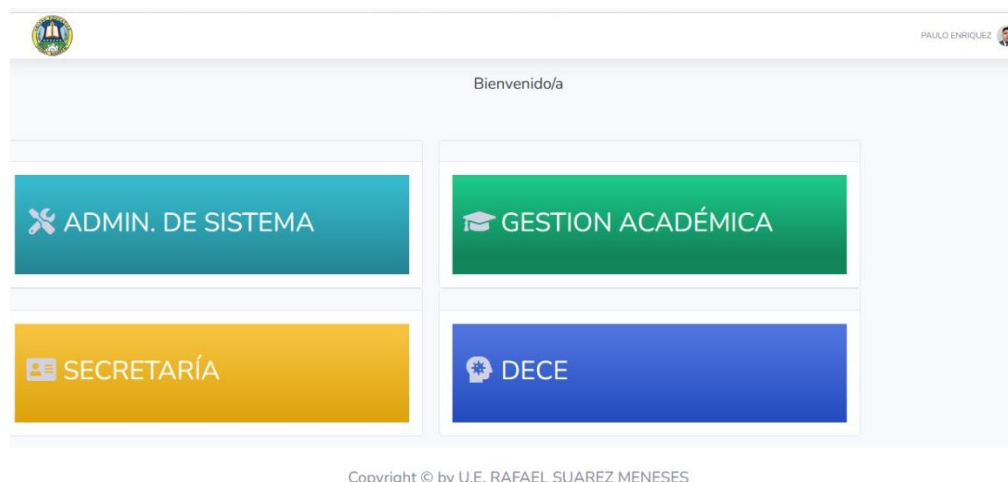 PAULO ENRIQUEZ
Bienvenido/a
ADMIN. DE SISTEMA
GESTION ACADÉMICA
SECRETARÍA
DECE
Copyright © by U.E. RAFAEL SUAREZ MENESES